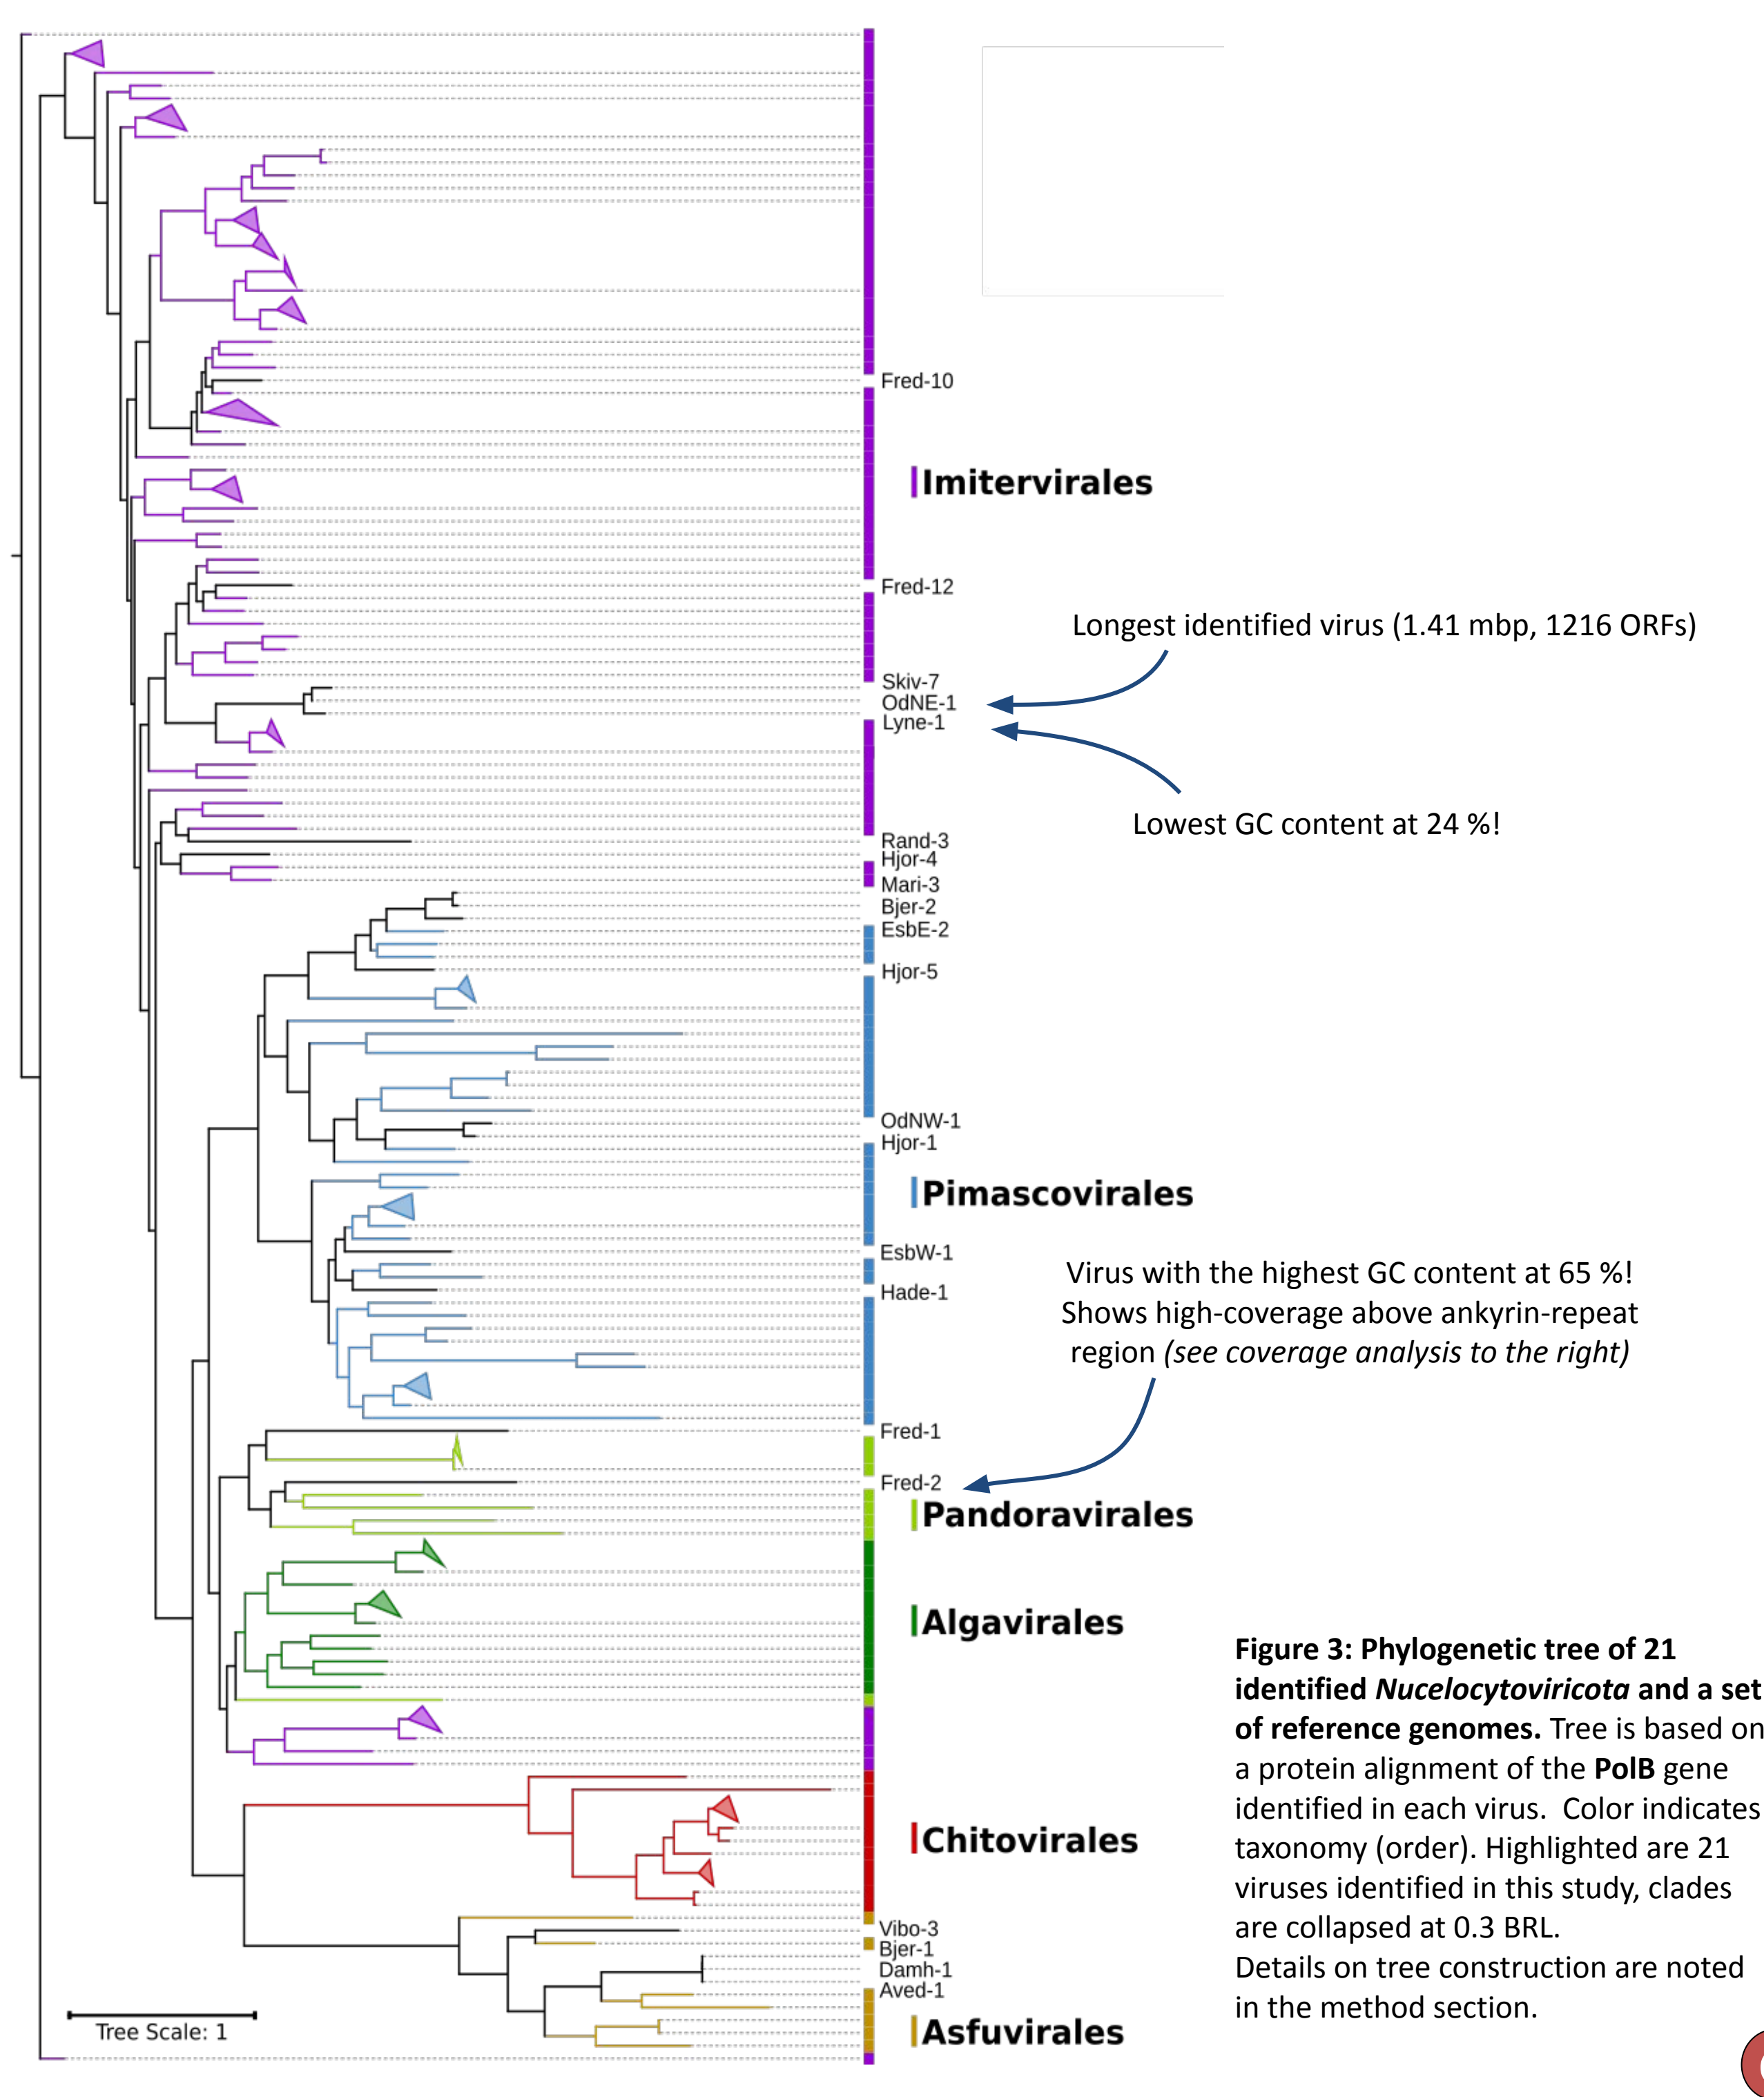 Fred-10
Imitervirales
Fred-12
Longest identified virus (1.41 mbp, 1216 ORFs)
Skiv-7
OdNE-1
Lyne-1
Lowest GC content at 24 %!
Rand-3
Hjor-4
Mari-3
Bjer-2
EsbE-2
Hjor-5
OdNW-1
Hjor-1
Pimascovirales
EsbW-1
Virus with the highest GC content at 65 %!
Hade-1
Shows high-coverage above ankyrin-repeat
region (see coverage analysis to the right)
Fred-1
Fred-2
Pandoravirales
Algavirales
Figure 3: Phylogenetic tree of 21
identified Nucelocytoviricota and a set
of reference genomes. Tree is based on
a protein alignment of the PolB gene
identified in each virus. Color indicates
taxonomy (order). Highlighted are 21
viruses identified in this study, clades
are collapsed at 0.3 BRL.
Details on tree construction are noted
in the method section.
Chitovirales
Vibo-3
Bjer-1
Damh-1
Aved-1
Tree Scale: 1
Asfuvirales